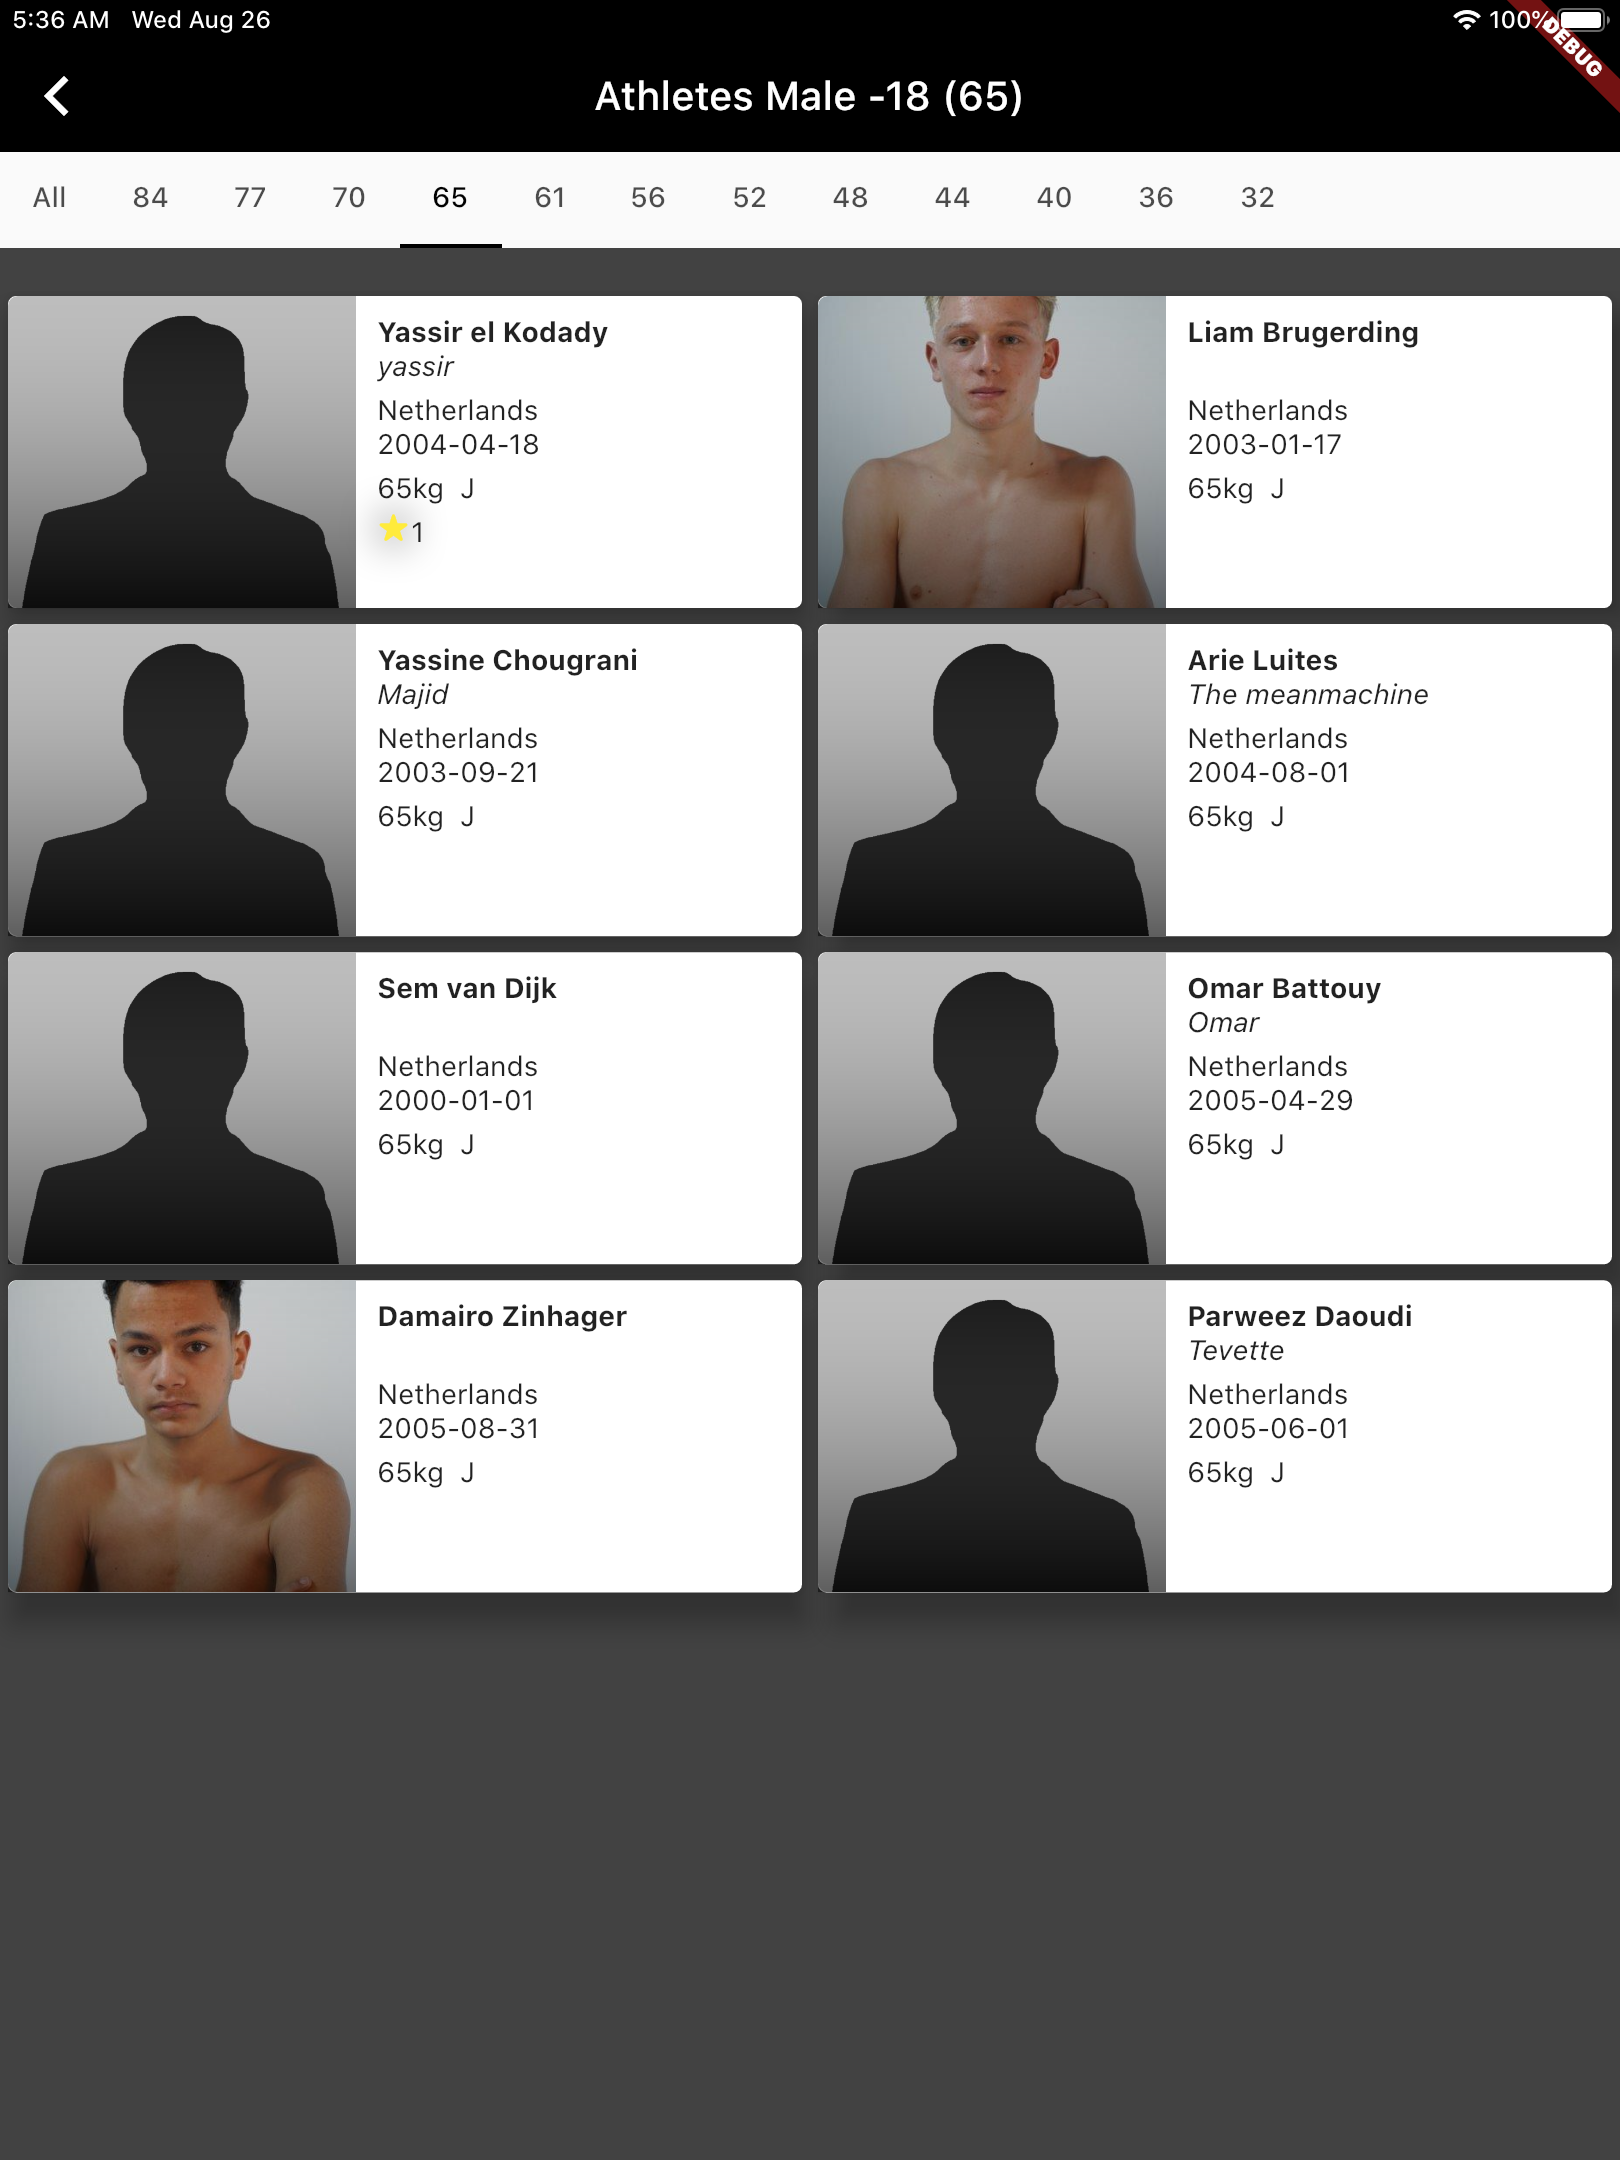 5:36 AM Wed Aug 26 100%
DEBUG
Athletes Male -18 (65)
All 84 77 70 65 61 56 52 48 44 40 36 32
Yassir el Kodady
yassir
Netherlands
2004-04-18
65kg J
1
Liam Brugerding
Netherlands
2003-01-17
65kg J
Yassine Chougrani
Majid
Netherlands
2003-09-21
65kg J
Arie Luites
The meanmachine
Netherlands
2004-08-01
65kg J
Sem van Dijk
Netherlands
2000-01-01
65kg J
Omar Battouy
Omar
Netherlands
2005-04-29
65kg J
Damairo Zinhager
Netherlands
2005-08-31
65kg J
Parweez Daoudi
Tevette
Netherlands
2005-06-01
65kg J